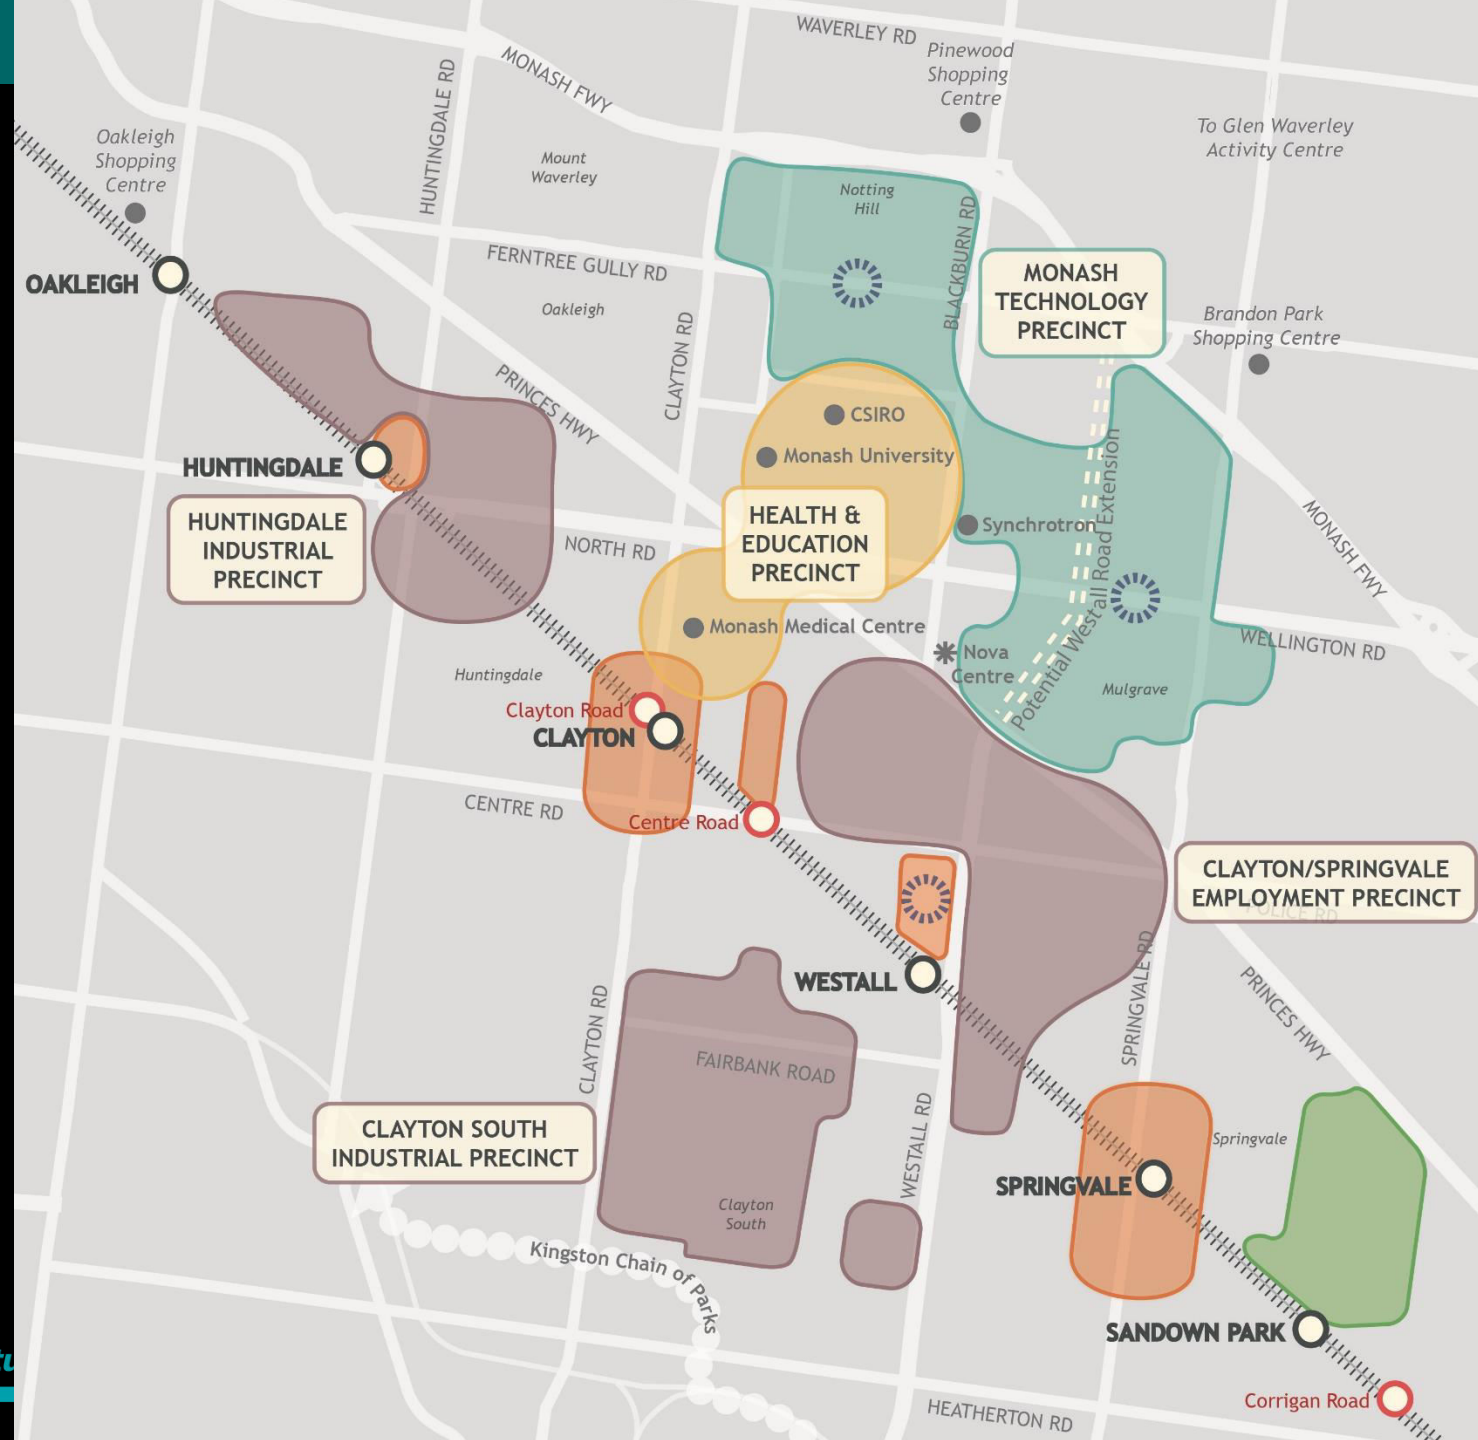 WAVERLEY RD
Pinewood
Shopping
Centre
MONASH FWY
HUNTINGDALE RD
Oakleigh
Shopping
Centre
Mount
Waverley
To Glen Waverley
Activity Centre
Notting
Hill
BLACKBURN RD
OAKLEIGH
FERNTREE GULLY RD
Oakleigh
MONASH
TECHNOLOGY
PRECINCT
Brandon Park
Shopping Centre
CLAYTON RD
PRINCES HWY
CSIRO
Monash University
HUNTINGDALE
HUNTINGDALE
INDUSTRIAL
PRECINCT
HEALTH &
EDUCATION
PRECINCT
Synchrotron
Potential Westall Road Extension
MONASH FWY
NORTH RD
Monash Medical Centre
Nova
Centre
WELLINGTON RD
Huntingdale
Mulgrave
Clayton Road
CLAYTON
CENTRE RD
Centre Road
CLAYTON/SPRINGVALE
EMPLOYMENT PRECINCT
POLICE RD
WESTALL
SPRINGVALE RD
PRINCES HWY
CLAYTON RD
FAIRBANK ROAD
CLAYTON SOUTH
INDUSTRIAL PRECINCT
WESTALL RD
Springvale
SPRINGVALE
Clayton
South
Kingston Chain of Parks
SANDOWN PARK
Corrigan Road
HEATHERTON RD